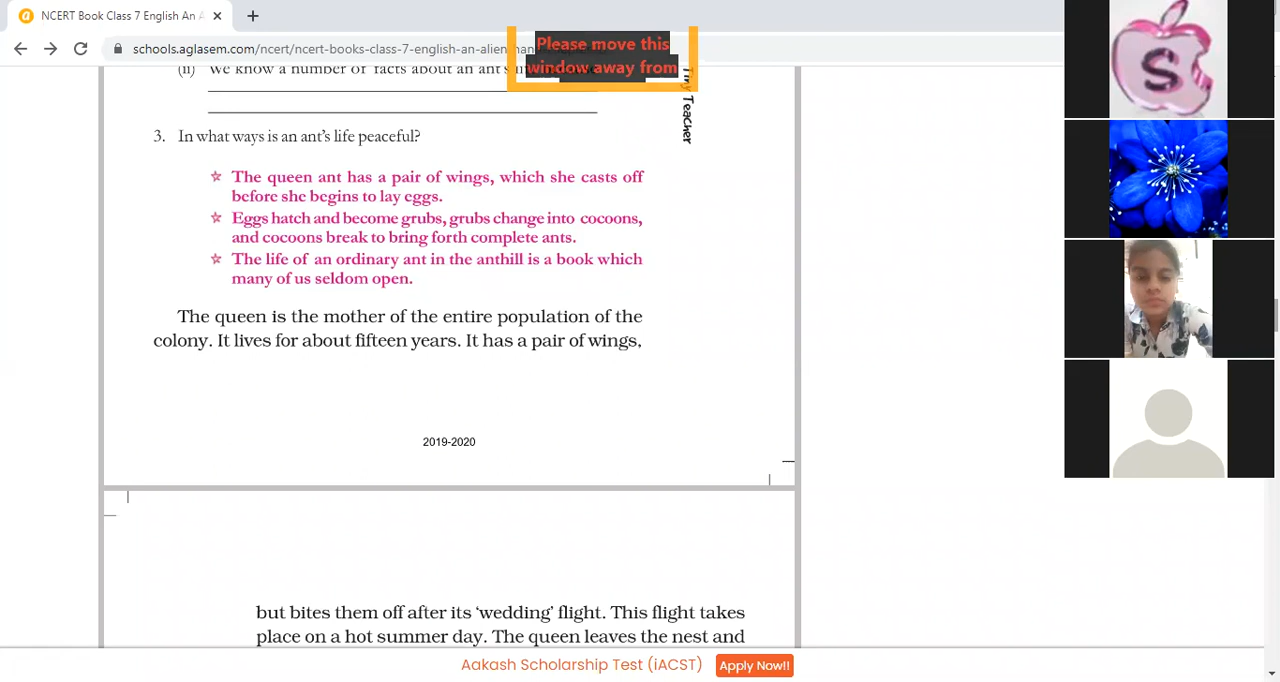 NCERT Book Class 7 English An A
schools.aglasem.com/ncert/ncert-books-class-7-english-an-alien
Please move this
window away from
(ii) We know a number of facts about an ant's
Tiny Teacher
3. In what ways is an ant's life peaceful?
☆ The queen ant has a pair of wings, which she casts off
before she begins to lay eggs.
☆ Eggs hatch and become grubs, grubs change into cocoons,
and cocoons break to bring forth complete ants.
☆ The life of an ordinary ant in the anthill is a book which
many of us seldom open.
The queen is the mother of the entire population of the
colony. It lives for about fifteen years. It has a pair of wings,
2019-2020
but bites them off after its 'wedding' flight. This flight takes
place on a hot summer day. The queen leaves the nest and
Aakash Scholarship Test (iACST) Apply Now!!
S